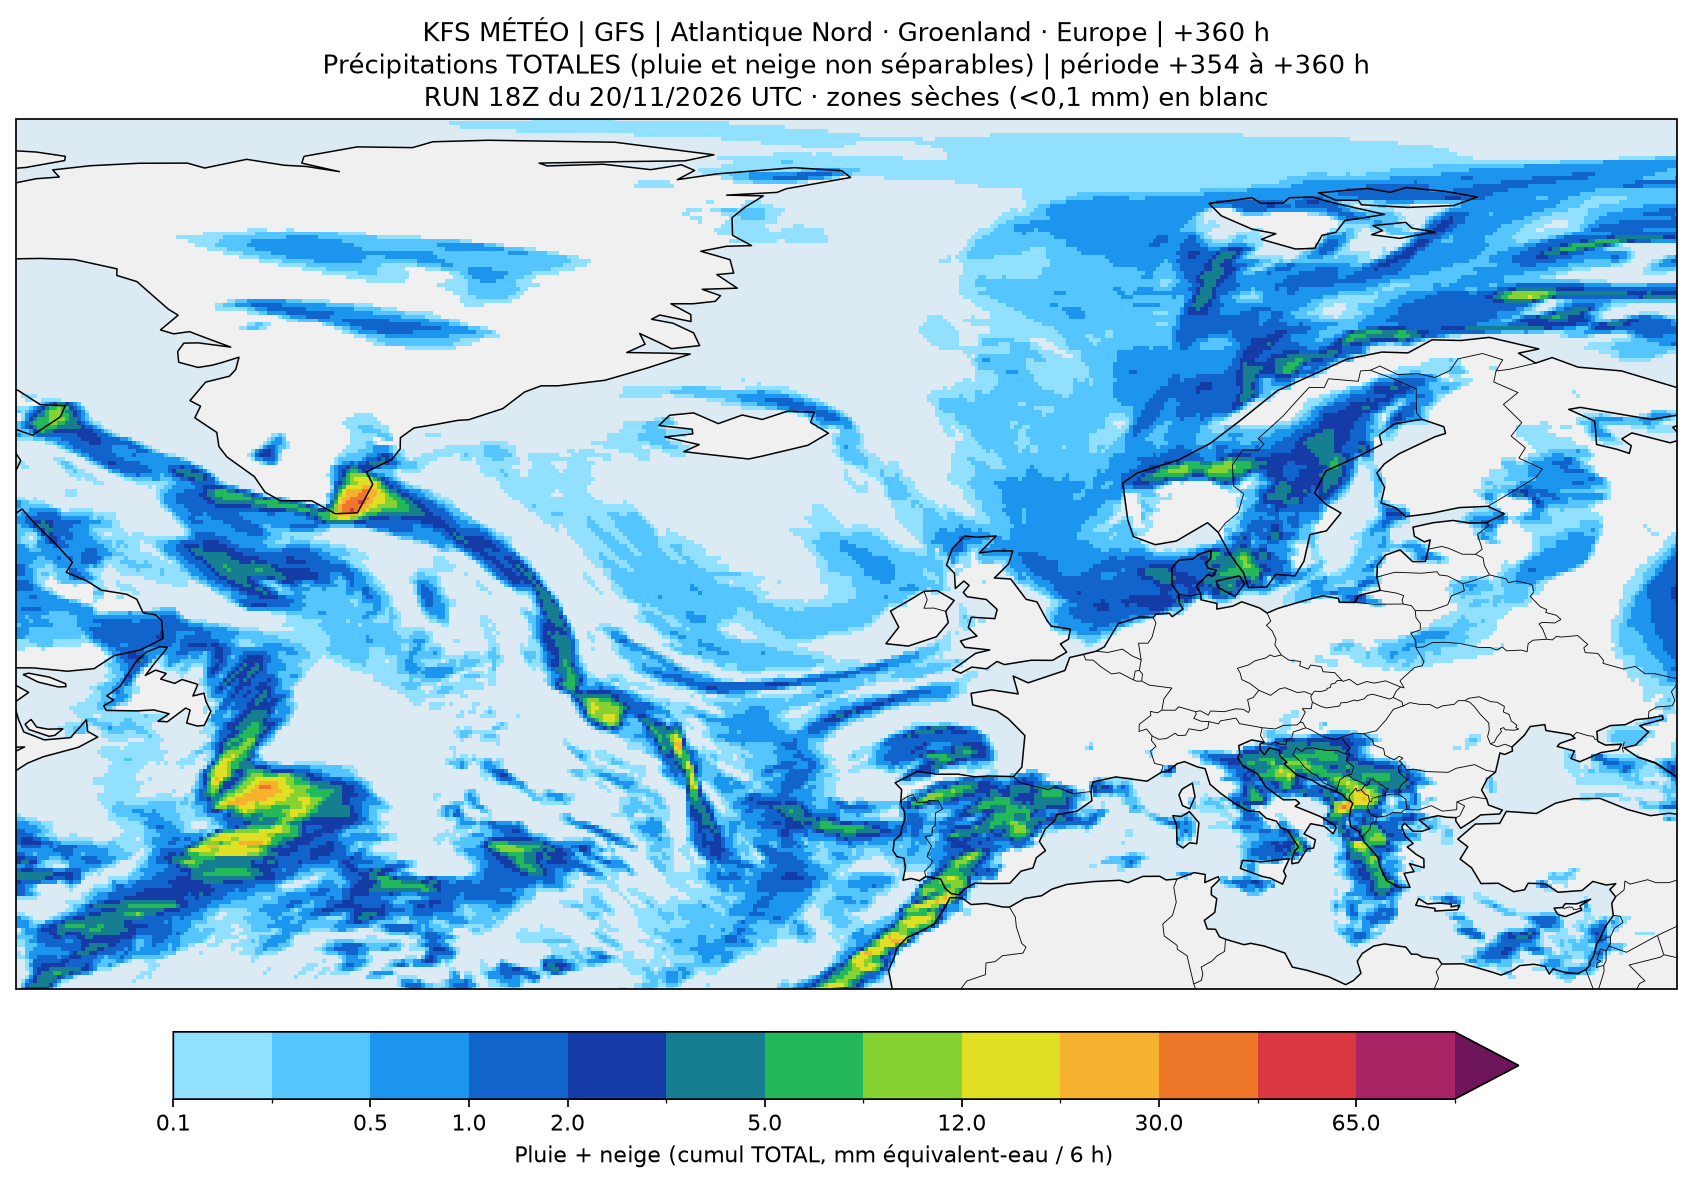 KFS MÉTÉO | GFS | Atlantique Nord · Groenland · Europe | +360 h
Précipitations TOTALES (pluie et neige non séparables) | période +354 à +360 h
RUN 18Z du 20/11/2026 UTC · zones sèches (<0,1 mm) en blanc
0.1 0.5 1.0 2.0 5.0 12.0 30.0 65.0
Pluie + neige (cumul TOTAL, mm équivalent-eau / 6 h)